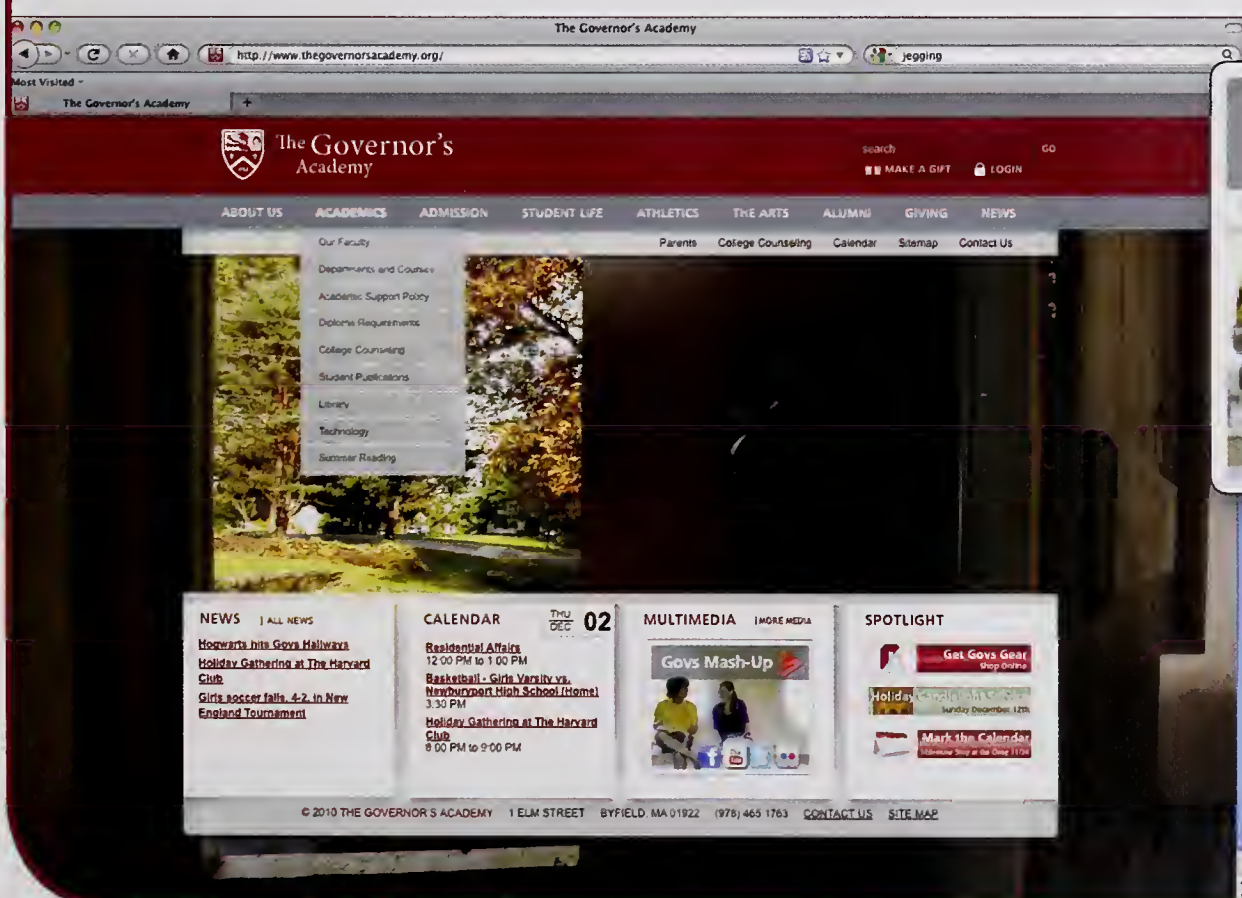 The Governor's Academy
http://www.thegovernorsacademy.org/
jegging
Most Visited
The Governor's Academy
+
The Governor's
Academy
search GO
MAKE A GIFT LOGIN
ABOUT US ACADEMICS ADMISSION STUDENT LIFE ATHLETICS THE ARTS ALUMNI GIVING NEWS
Parents College Counseling Calendar Sitemap Contact Us
Our Faculty
Departments and Courses
Academic Support Policy
Diploma Requirements
College Counseling
Student Publications
Library
Technology
Summer Reading
NEWS | ALL NEWS
Hogwarts hits Govs Hallways
Holiday Gathering at The Harvard
Club
Girls soccer falls, 4-2, in New
England Tournament
CALENDAR THU DEC 02
Residential Affairs
12:00 PM to 1:00 PM
Basketball - Girls Varsity vs.
Newburyport High School (Home)
3:30 PM
Holiday Gathering at The Harvard
Club
6:00 PM to 9:00 PM
MULTIMEDIA | MORE MEDIA
Govs Mash-Up
SPOTLIGHT
Get Govs Gear
Shop Online
Holiday Candlelight Service
Sunday December 12th
Mark the Calendar
© 2010 THE GOVERNOR'S ACADEMY 1 ELM STREET BYFIELD, MA 01922 (978) 465 1763 CONTACT US SITE MAP